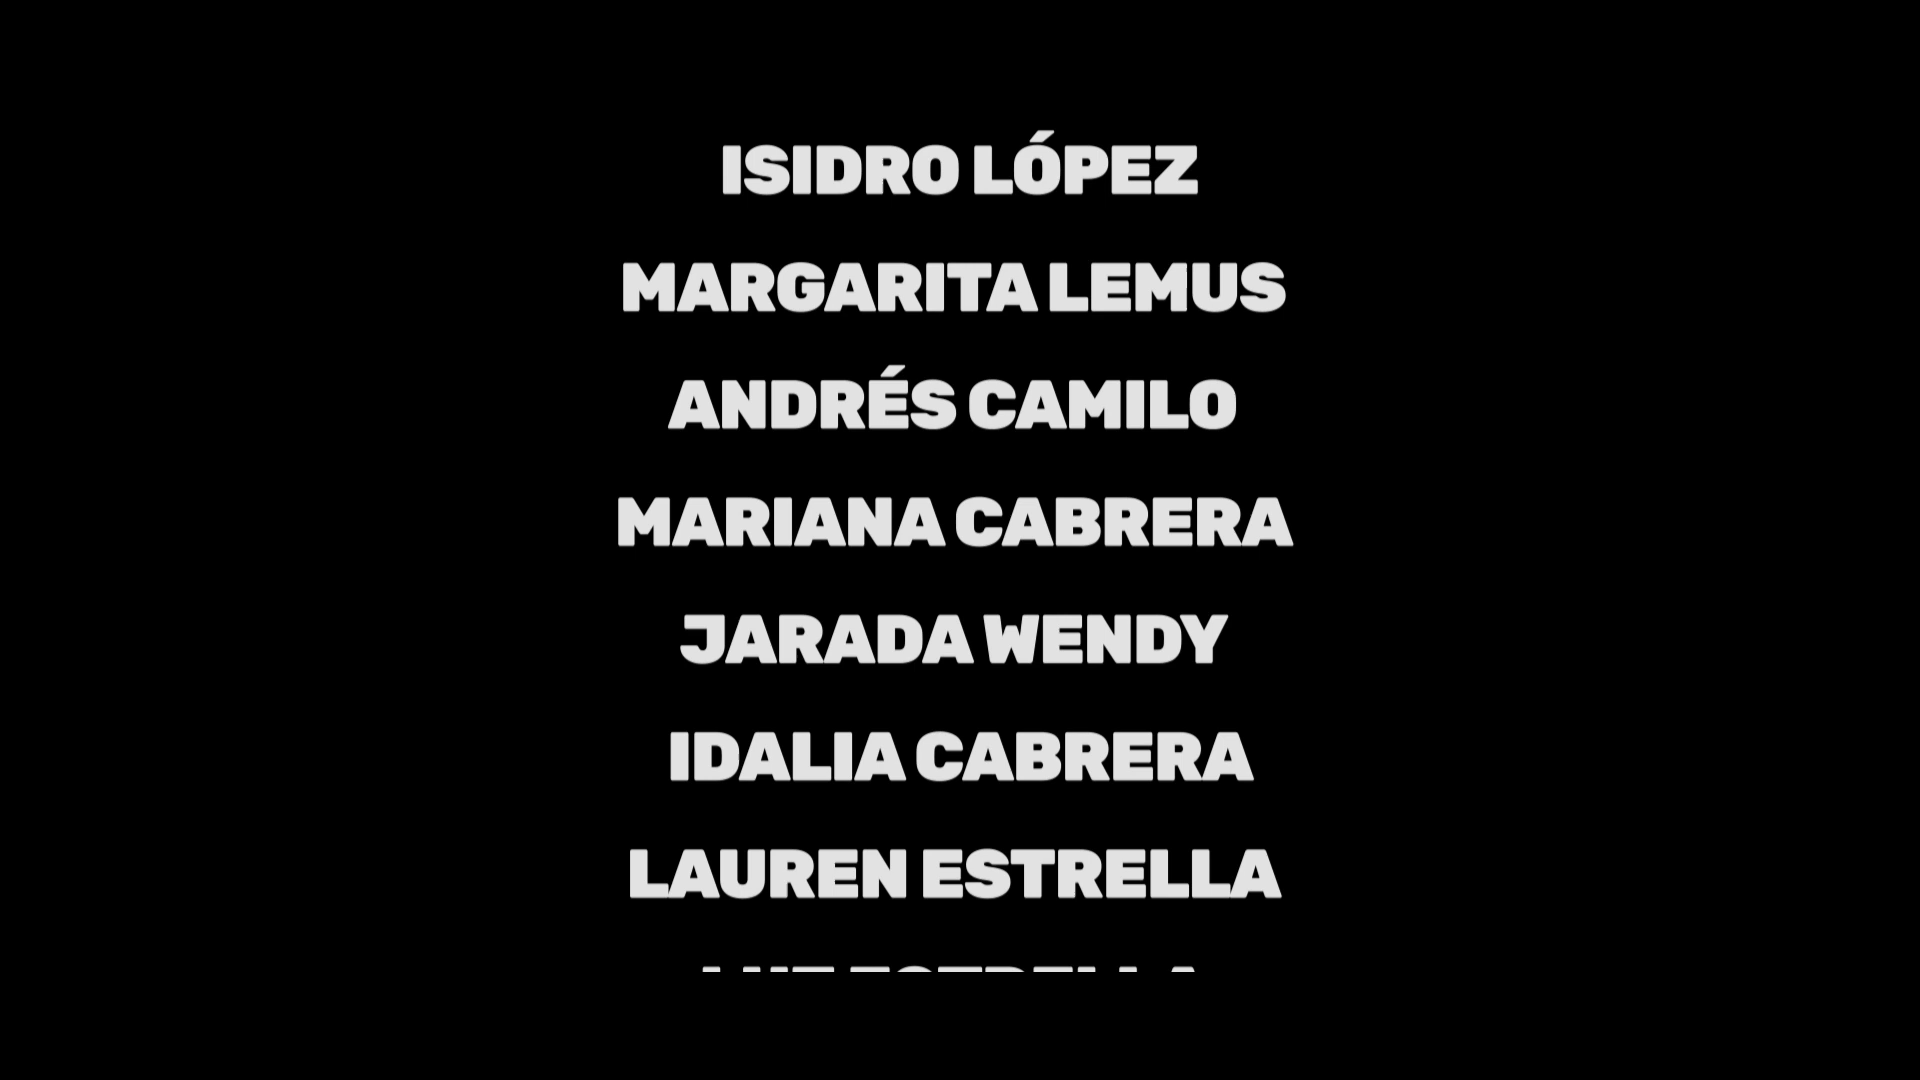 ISIDRO LÓPEZ
MARGARITA LEMUS
ANDRÉS CAMILO
MARIANA CABRERA
JARADA WENDY
IDALIA CABRERA
LAUREN ESTRELLA